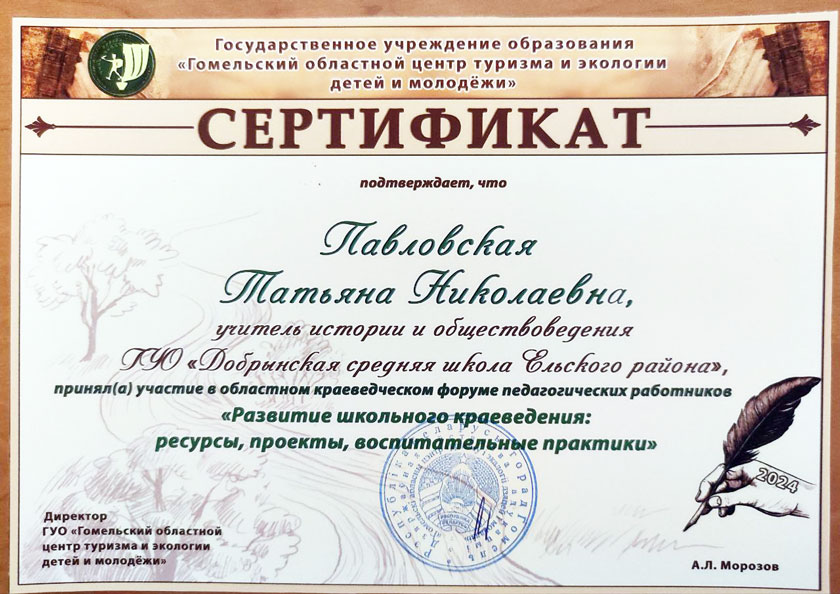 Государственное учреждение образования
«Гомельский областной центр туризма и экологии
детей и молодёжи»
СЕРТИФИКАТ
подтверждает, что
Павловская
Татьяна Николаевна,
учитель истории и обществоведения
ГУО «Добрынская средняя школа Ельского района»,
принял(а) участие в областном краеведческом форуме педагогических работников
«Развитие школьного краеведения:
ресурсы, проекты, воспитательные практики»
2024
Директор
ГУО «Гомельский областной
центр туризма и экологии
детей и молодёжи»
А.Л. Морозов